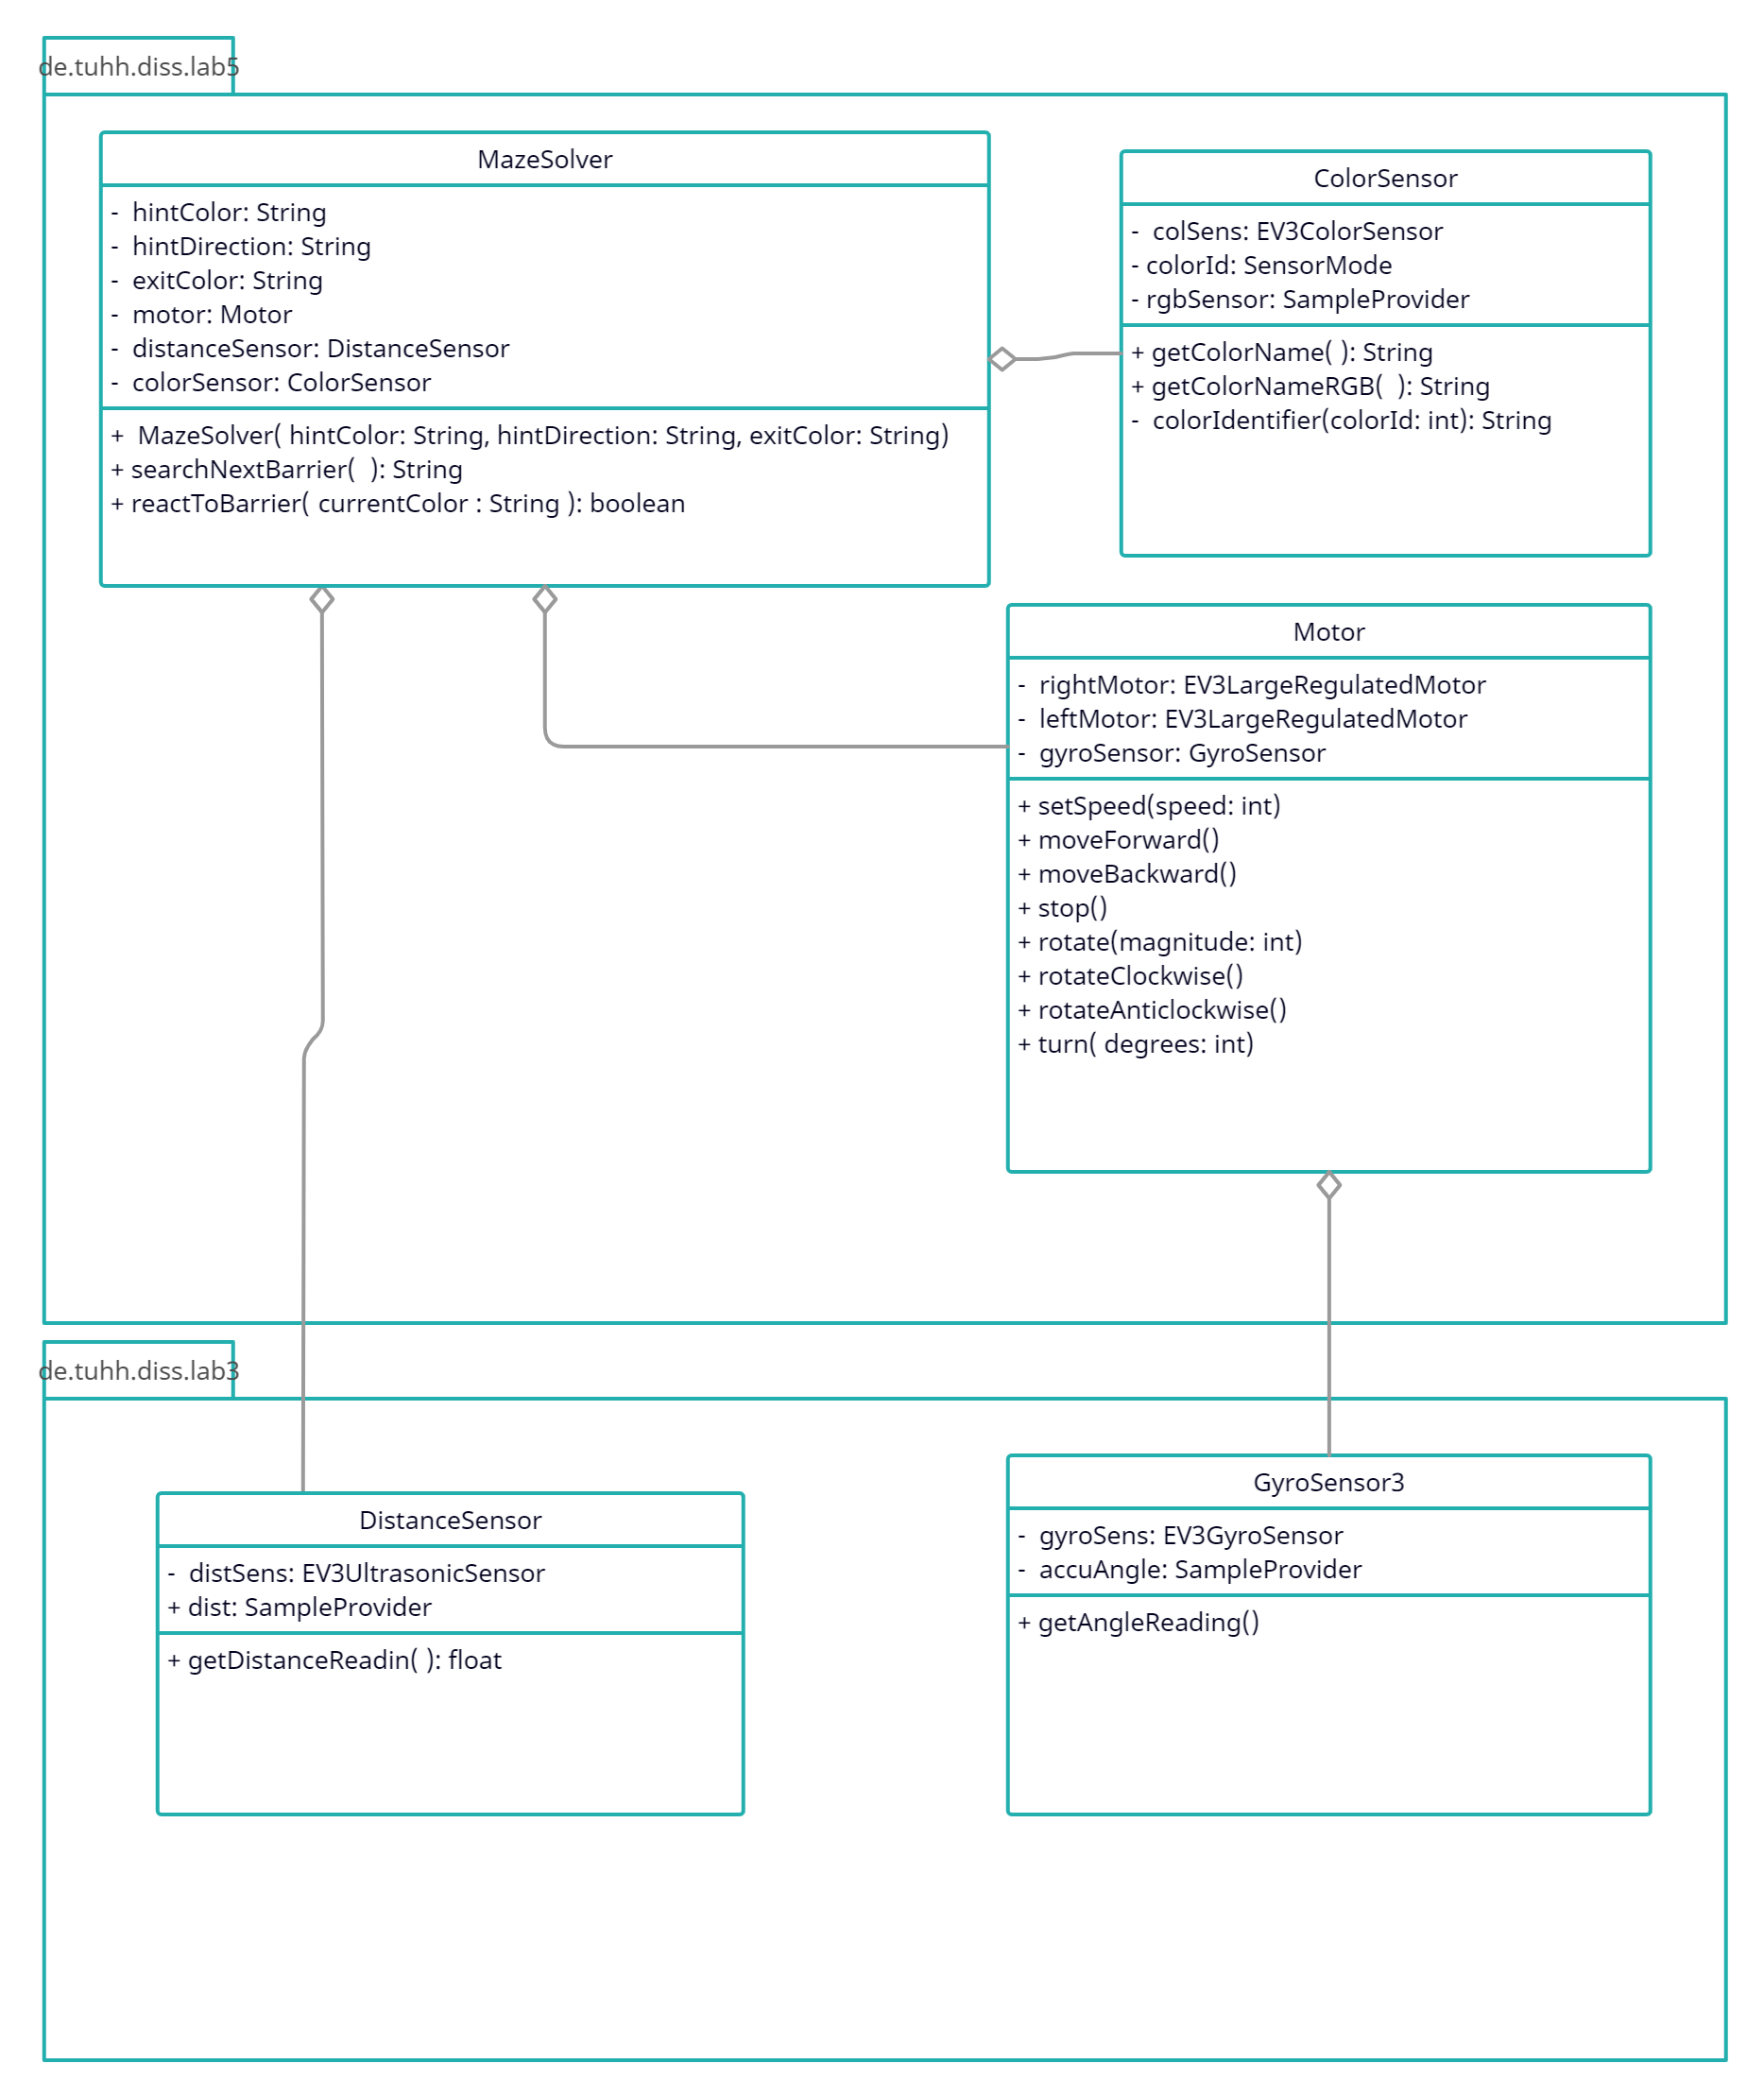 de.tuhh.diss.lab5
MazeSolver
- hintColor: String
- hintDirection: String
- exitColor: String
- motor: Motor
- distanceSensor: DistanceSensor
- colorSensor: ColorSensor
+ MazeSolver( hintColor: String, hintDirection: String, exitColor: String)
+ searchNextBarrier( ): String
+ reactToBarrier( currentColor : String ): boolean
ColorSensor
- colSens: EV3ColorSensor
- colorId: SensorMode
- rgbSensor: SampleProvider
+ getColorName( ): String
+ getColorNameRGB( ): String
- colorIdentifier(colorId: int): String
Motor
- rightMotor: EV3LargeRegulatedMotor
- leftMotor: EV3LargeRegulatedMotor
- gyroSensor: GyroSensor
+ setSpeed(speed: int)
+ moveForward()
+ moveBackward()
+ stop()
+ rotate(magnitude: int)
+ rotateClockwise()
+ rotateAnticlockwise()
+ turn( degrees: int)
de.tuhh.diss.lab3
DistanceSensor
- distSens: EV3UltrasonicSensor
+ dist: SampleProvider
+ getDistanceReadin( ): float
GyroSensor3
- gyroSens: EV3GyroSensor
- accuAngle: SampleProvider
+ getAngleReading()